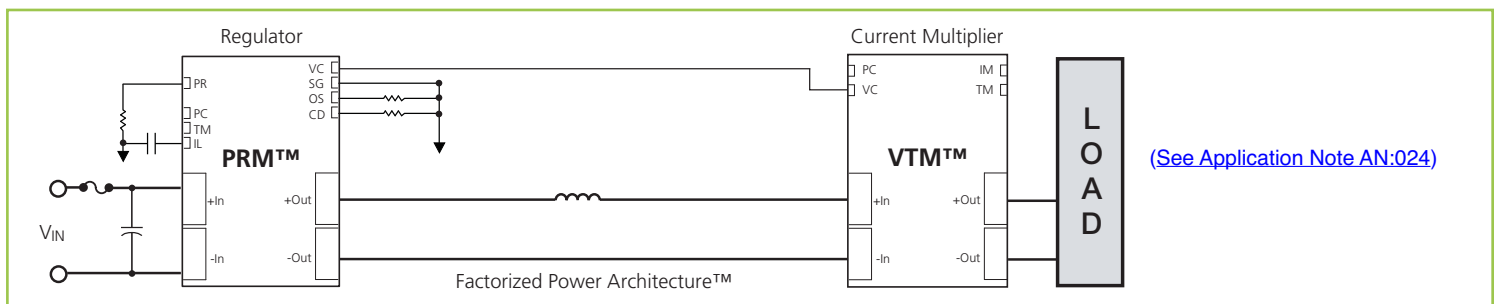 Regulator
Current Multiplier
PR
PC
TM
IL
VC
SG
OS
CD
PRM™
+In
-In
+Out
-Out
VIN
Factorized Power Architecture™
PC
VC
IM
TM
VTM™
+In
-In
+Out
-Out
LOAD
(See Application Note AN:024)